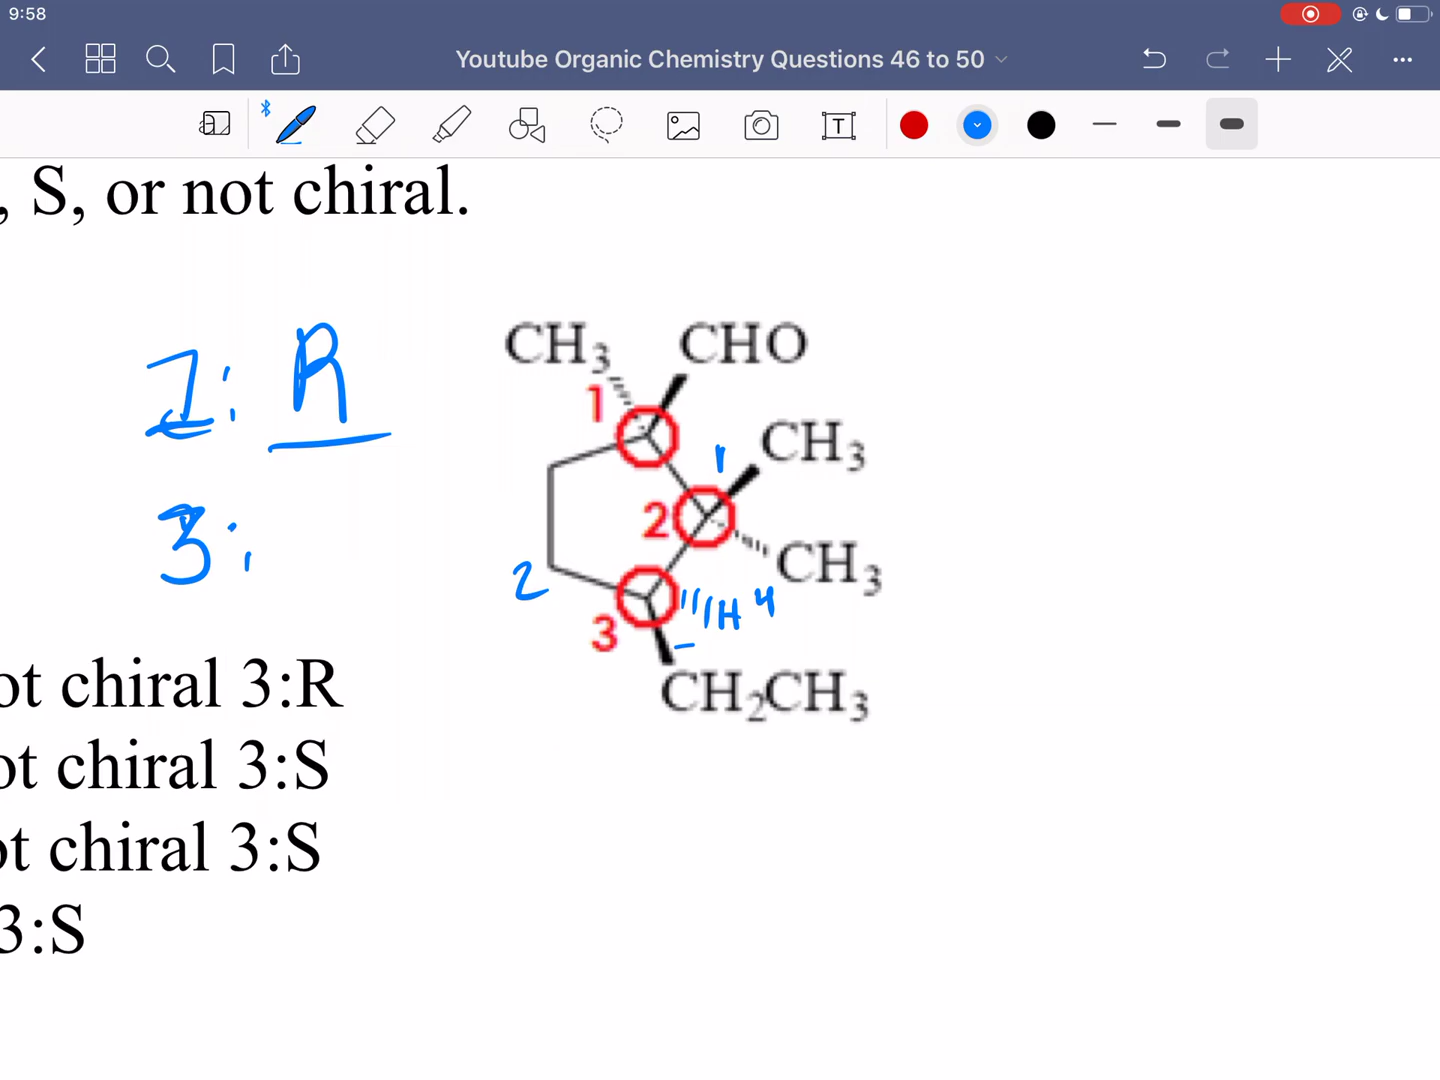 9:58
Youtube Organic Chemistry Questions 46 to 50
T
, S, or not chiral.
CH₃ CHO
1: R
1
1
CH₃
2
3:
CH₃
2
H 4
3
CH₂CH₃
ot chiral 3:R
ot chiral 3:S
ot chiral 3:S
3:S